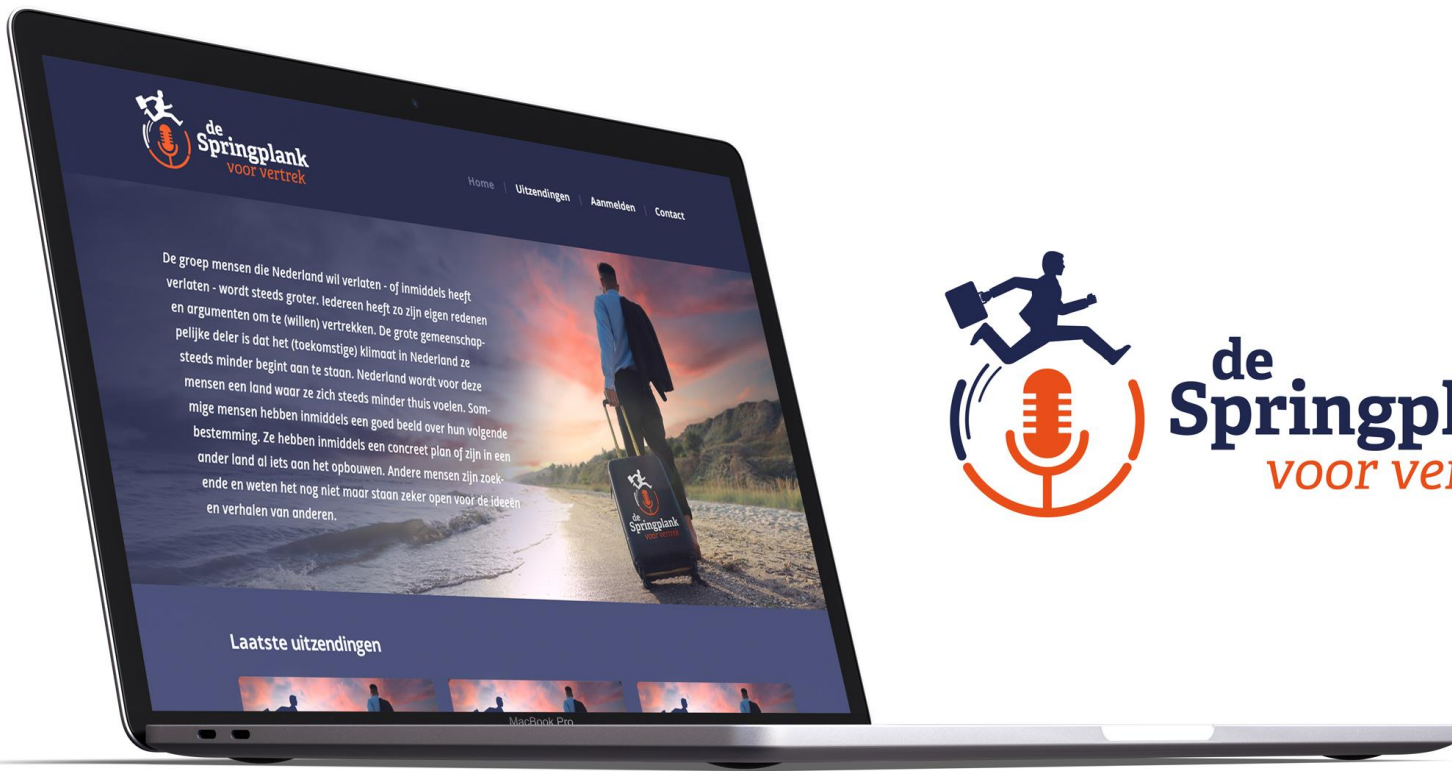 de
Springplank
voor vertrek
Home | Uitzendingen | Aanmelden | Contact
De groep mensen die Nederland wil verlaten - of inmiddels heeft
verlaten - wordt steeds groter. Iedereen heeft zo zijn eigen redenen
en argumenten om te (willen) vertrekken. De grote gemeenschap-
pelijke deler is dat het (toekomstige) klimaat in Nederland ze
steeds minder begint aan te staan. Nederland wordt voor deze
mensen een land waar ze zich steeds minder thuis voelen. Som-
mige mensen hebben inmiddels een goed beeld over hun volgende
bestemming. Ze hebben inmiddels een concreet plan of zijn in een
ander land al iets aan het opbouwen. Andere mensen zijn zoek-
ende en weten het nog niet maar staan zeker open voor de ideeën
en verhalen van anderen.
de
Springplank
voor vertrek
Laatste uitzendingen
MacBook Pro
de
Springpl
voor ver